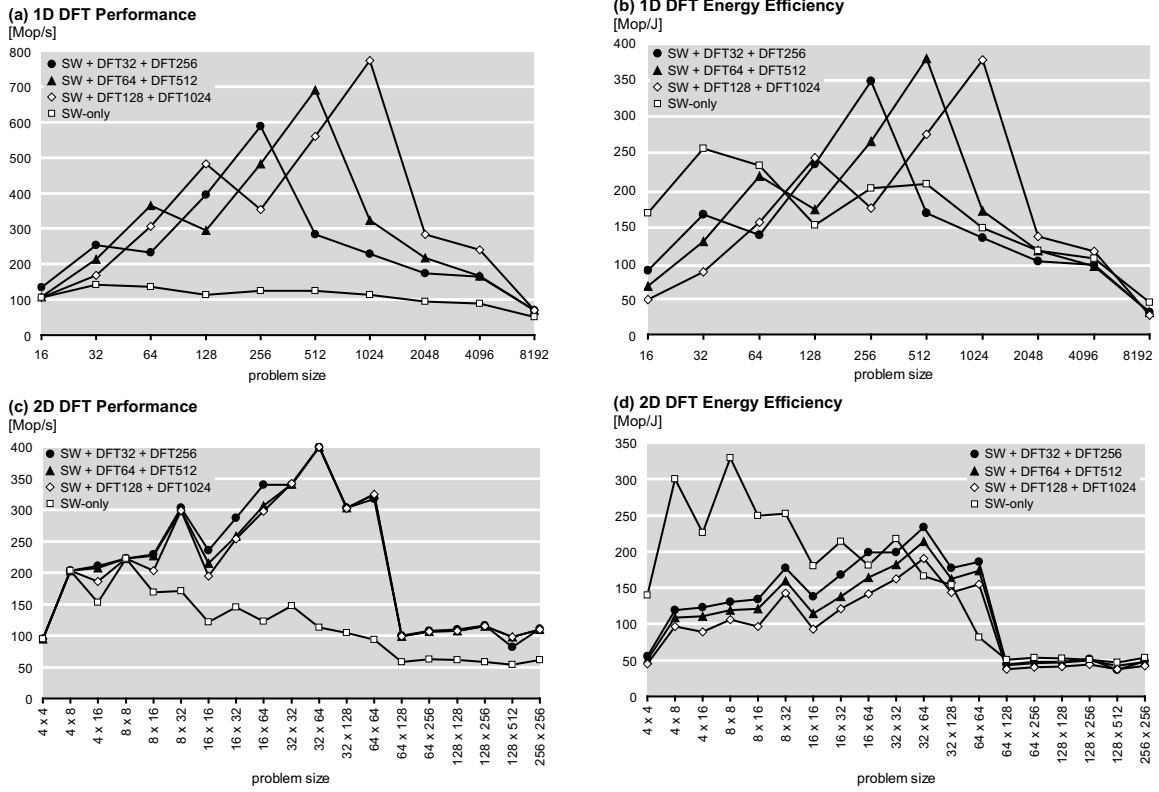 (a) 1D DFT Performance
[Mop/s]
800
700
600
500
400
300
200
100
0
SW + DFT32 + DFT256
SW + DFT64 + DFT512
SW + DFT128 + DFT1024
SW-only
16 32 64 128 256 512 1024 2048 4096 8192
problem size
(b) 1D DFT Energy Efficiency
[Mop/J]
400
350
300
250
200
150
100
50
0
SW + DFT32 + DFT256
SW + DFT64 + DFT512
SW + DFT128 + DFT1024
SW-only
16 32 64 128 256 512 1024 2048 4096 8192
problem size
(c) 2D DFT Performance
[Mop/s]
400
350
300
250
200
150
100
50
0
SW + DFT32 + DFT256
SW + DFT64 + DFT512
SW + DFT128 + DFT1024
SW-only
4 x 4
4 x 8
4 x 16
8 x 8
8 x 16
8 x 32
16 x 16
16 x 32
16 x 64
32 x 32
32 x 64
32 x 128
64 x 64
64 x 128
64 x 256
128 x 128
128 x 256
128 x 512
256 x 256
problem size
(d) 2D DFT Energy Efficiency
[Mop/J]
350
300
250
200
150
100
50
0
SW + DFT32 + DFT256
SW + DFT64 + DFT512
SW + DFT128 + DFT1024
SW-only
4 x 4
4 x 8
4 x 16
8 x 8
8 x 16
8 x 32
16 x 16
16 x 32
16 x 64
32 x 32
32 x 64
32 x 128
64 x 64
64 x 128
64 x 256
128 x 128
128 x 256
128 x 512
256 x 256
problem size